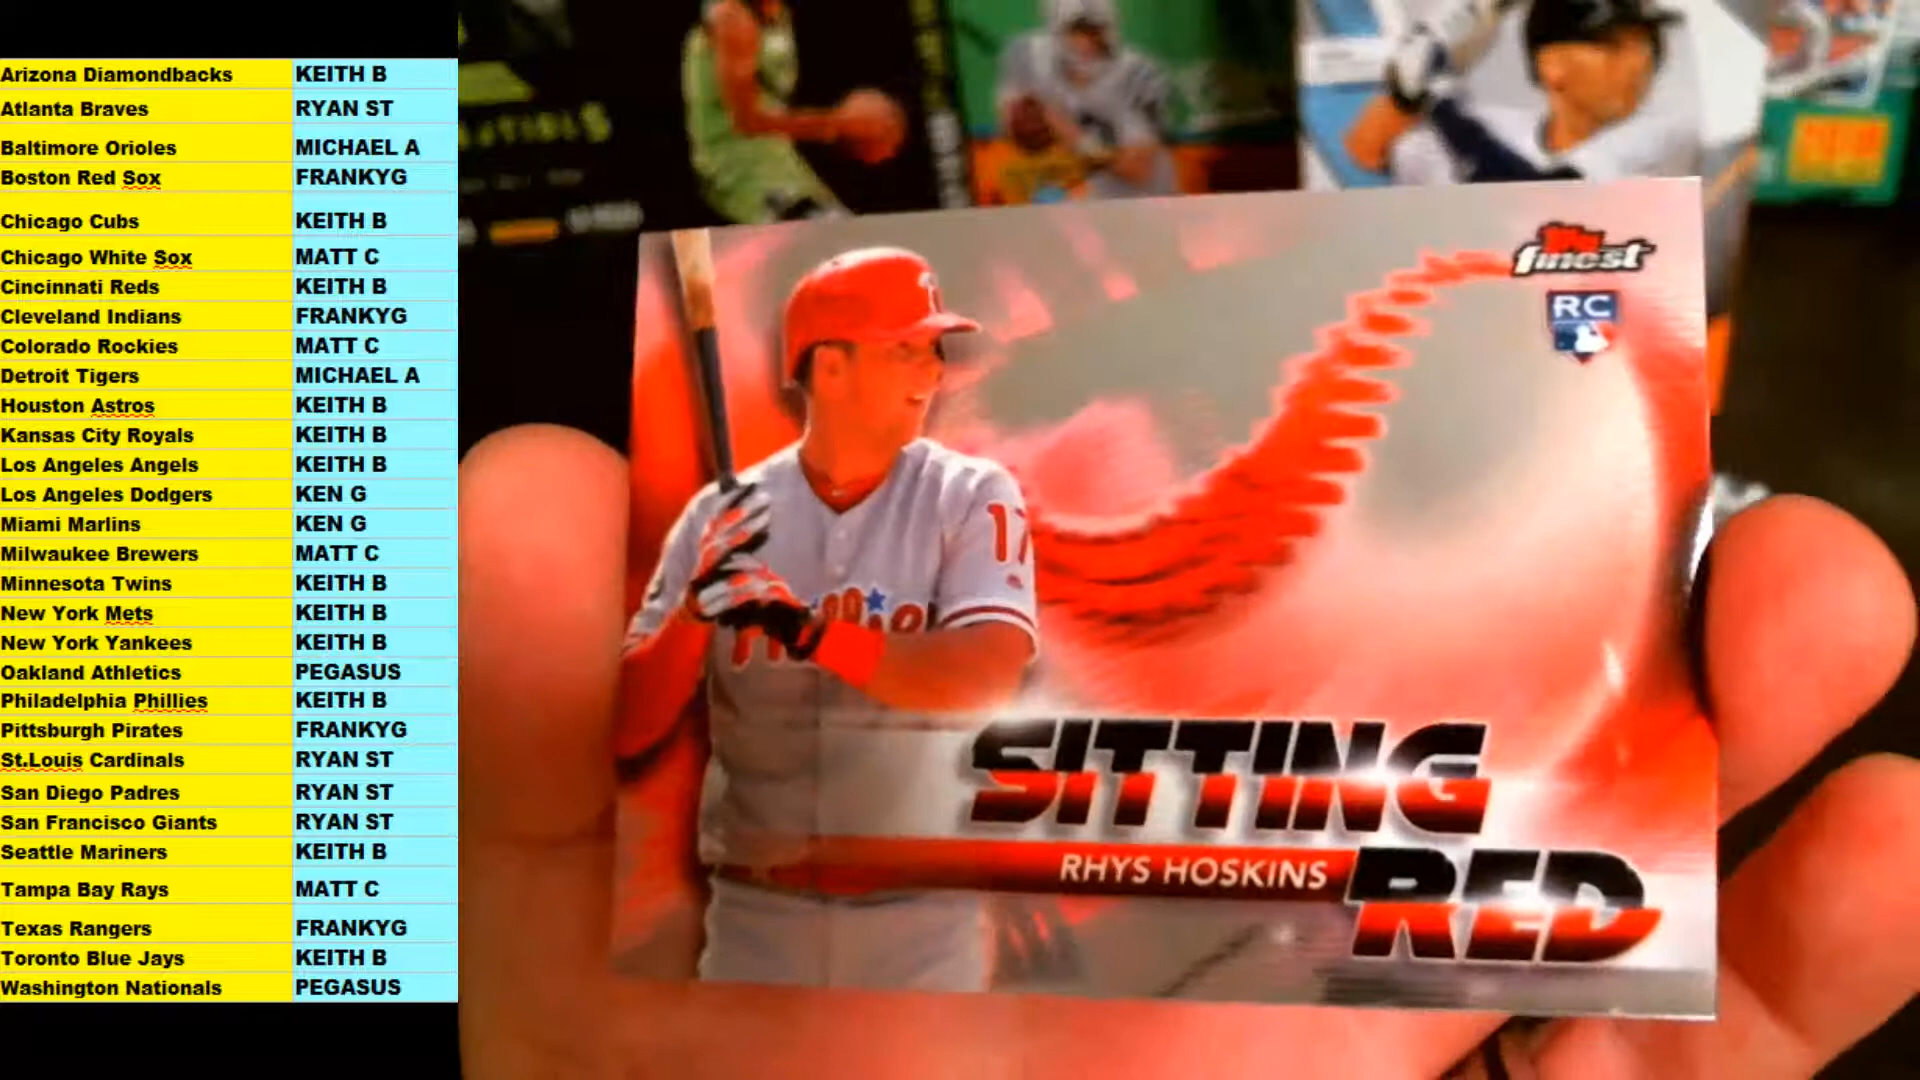 Arizona Diamondbacks KEITH B
Atlanta Braves RYAN ST
Baltimore Orioles MICHAEL A
Boston Red Sox FRANKYG
Chicago Cubs KEITH B
Chicago White Sox MATT C
Cincinnati Reds KEITH B
Cleveland Indians FRANKYG
Colorado Rockies MATT C
Detroit Tigers MICHAEL A
Houston Astros KEITH B
Kansas City Royals KEITH B
Los Angeles Angels KEITH B
Los Angeles Dodgers KEN G
Miami Marlins KEN G
Milwaukee Brewers MATT C
Minnesota Twins KEITH B
New York Mets KEITH B
New York Yankees KEITH B
Oakland Athletics PEGASUS
Philadelphia Phillies KEITH B
Pittsburgh Pirates FRANKYG
St.Louis Cardinals RYAN ST
San Diego Padres RYAN ST
San Francisco Giants RYAN ST
Seattle Mariners KEITH B
Tampa Bay Rays MATT C
Texas Rangers FRANKYG
Toronto Blue Jays KEITH B
Washington Nationals PEGASUS
Topps
finest
RC
17
SITTING
RHYS HOSKINS RED